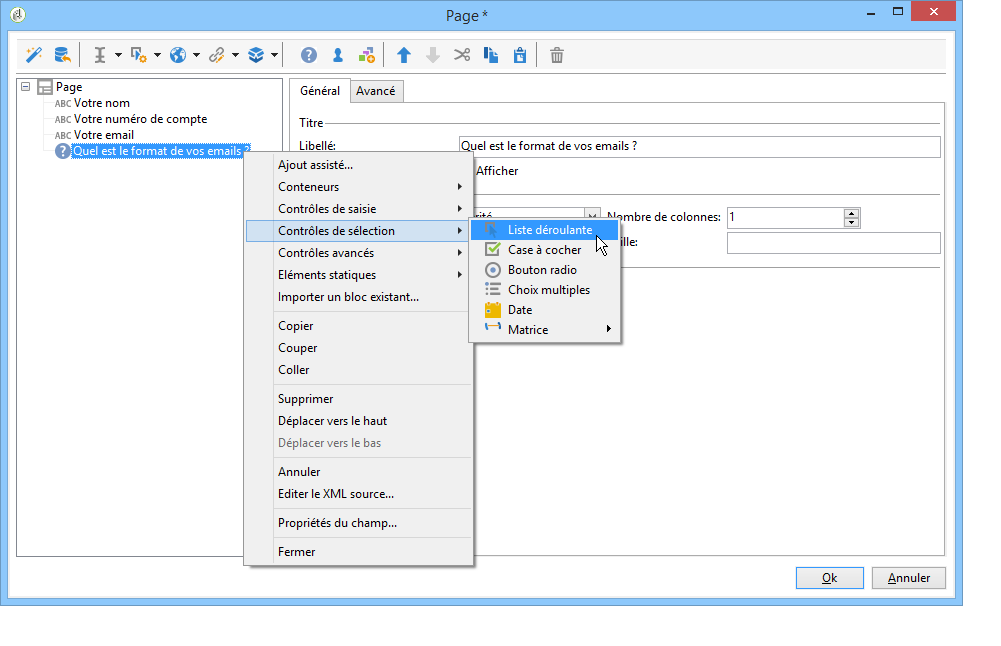 Page *
Page
ABC Votre nom
ABC Votre numéro de compte
ABC Votre email
Quel est le format de vos emails ?
Général
Avancé
Titre
Libellé:
Quel est le format de vos emails ?
Afficher
Nombre de colonnes:
1
Ajout assisté...
Conteneurs
Contrôles de saisie
Contrôles de sélection
Contrôles avancés
Eléments statiques
Importer un bloc existant...
Copier
Couper
Coller
Supprimer
Déplacer vers le haut
Déplacer vers le bas
Annuler
Editer le XML source...
Propriétés du champ...
Fermer
Liste déroulante
Case à cocher
Bouton radio
Choix multiples
Date
Matrice
Ok
Annuler